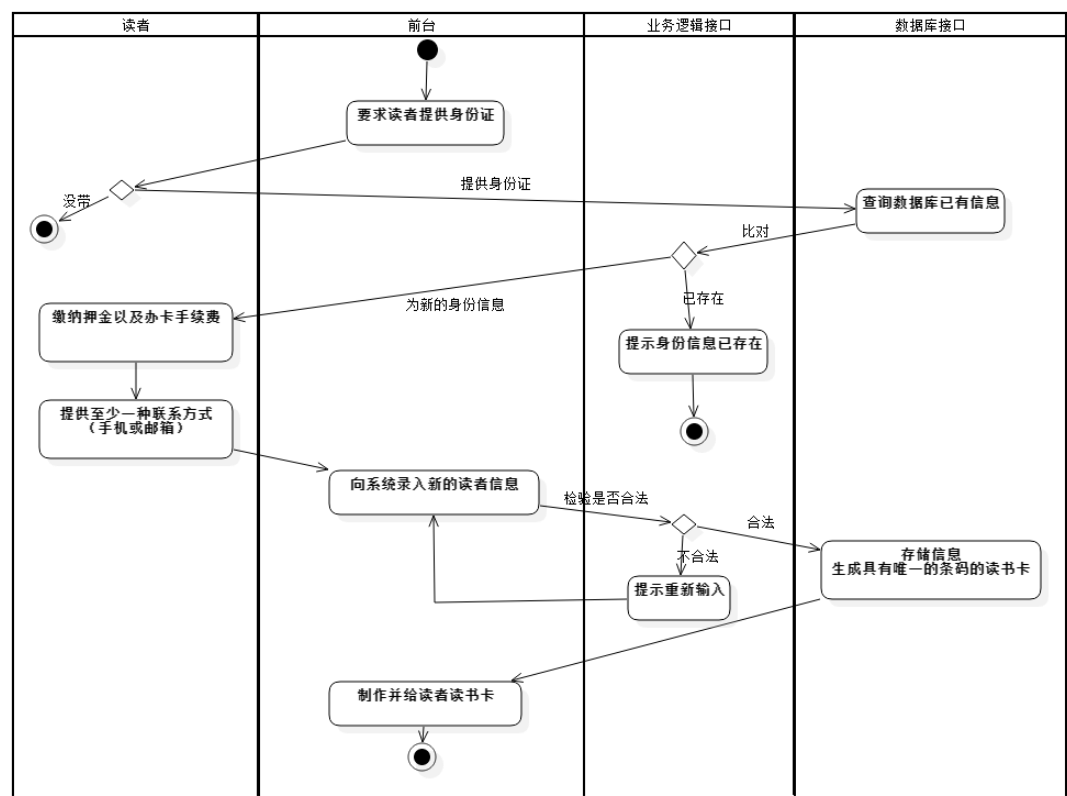 读者
前台
业务逻辑接口
数据库接口
要求读者提供身份证
没带
提供身份证
查询数据库已有信息
比对
为新的身份信息
已存在
缴纳押金以及办卡手续费
提示身份信息已存在
提供至少一种联系方式
（手机或邮箱）
向系统录入新的读者信息
检验是否合法
合法
不合法
存储信息
生成具有唯一的条码的读书卡
提示重新输入
制作并给读者读书卡